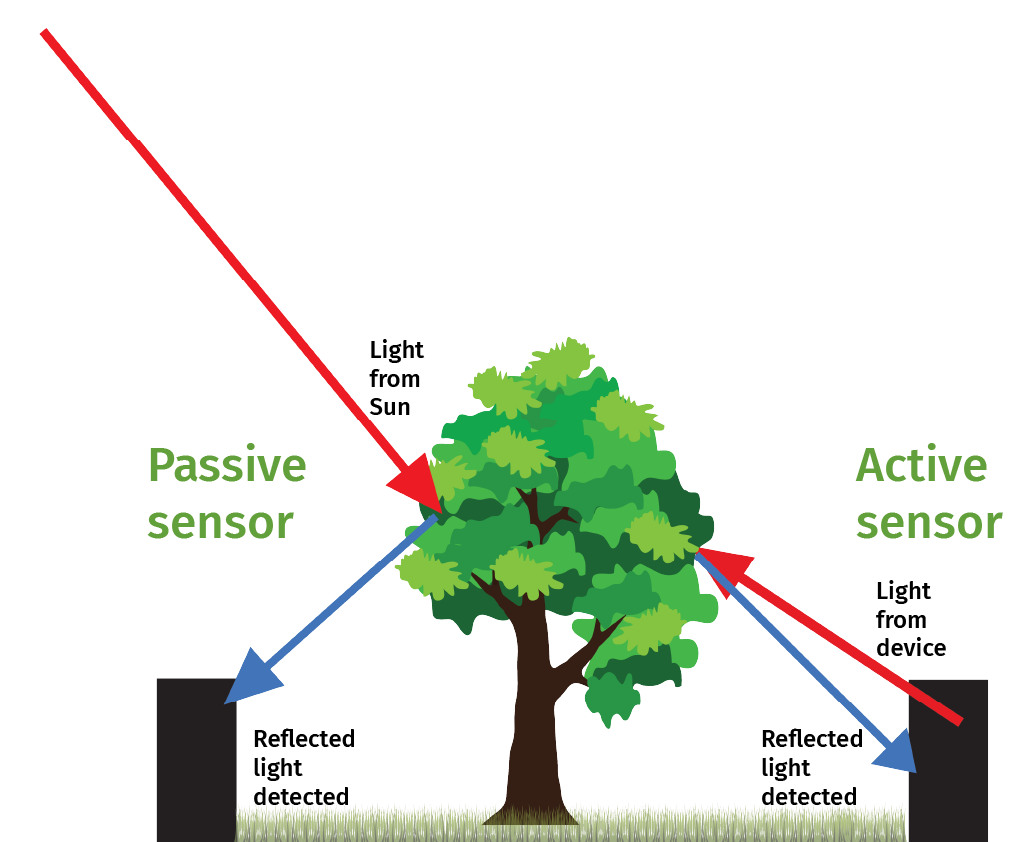 Light
from
Sun
Passive
sensor
Reflected
light
detected
Active
sensor
Light
from
device
Reflected
light
detected